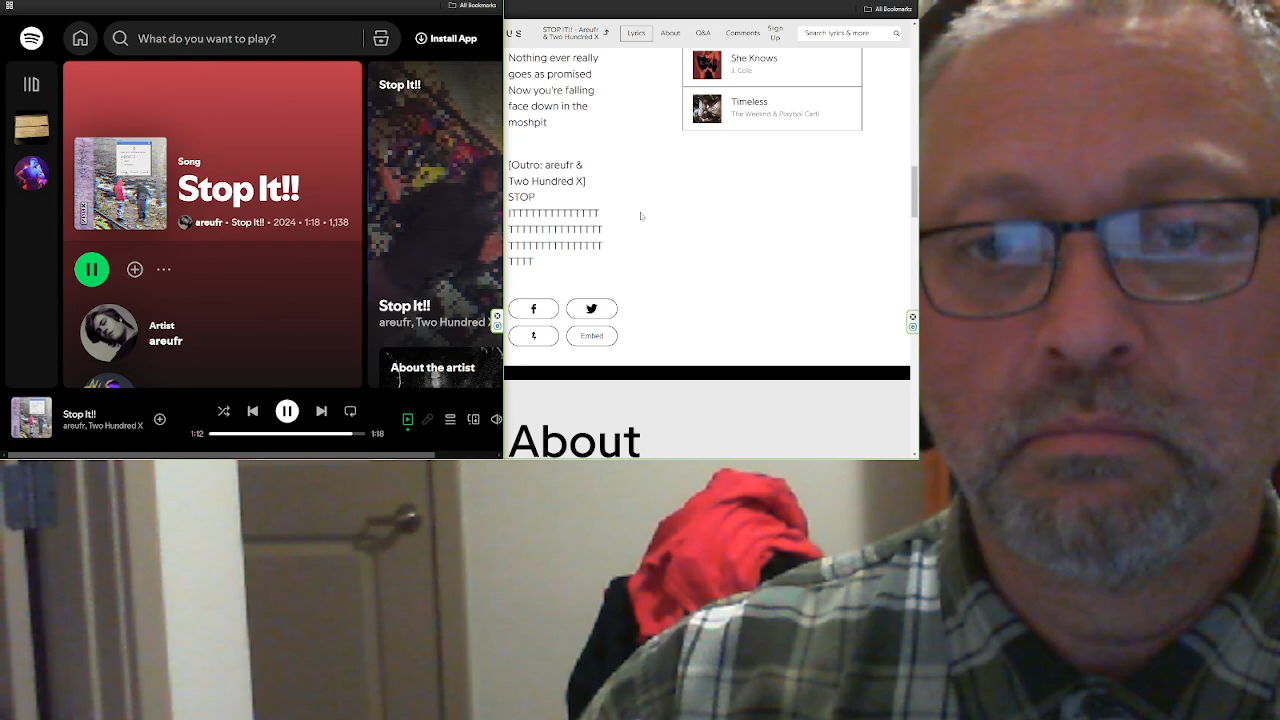 All Bookmarks
What do you want to play?
Install App
Song
Stop It!!
areufr • Stop It!! • 2024 • 1:18 • 1,138
Artist
areufr
Stop It!!
Stop It!!
areufr, Two Hundred X
About the artist
Stop It!!
areufr, Two Hundred X
1:12
1:18
All Bookmarks
U S
STOP IT!! - Areufr
& Two Hundred X
Lyrics
About
Q&A
Comments
Sign
Up
Search lyrics & more
Nothing ever really
goes as promised
Now you're falling
face down in the
moshpit
[Outro: areufr &
Two Hundred X]
STOP
ITTTTTTTTTTTTTT
TTTTTTTTTTTTTTT
TTTTTTTTTTTTTTT
TTTT
She Knows
J. Cole
Timeless
The Weeknd & Playboi Carti
Embed
About